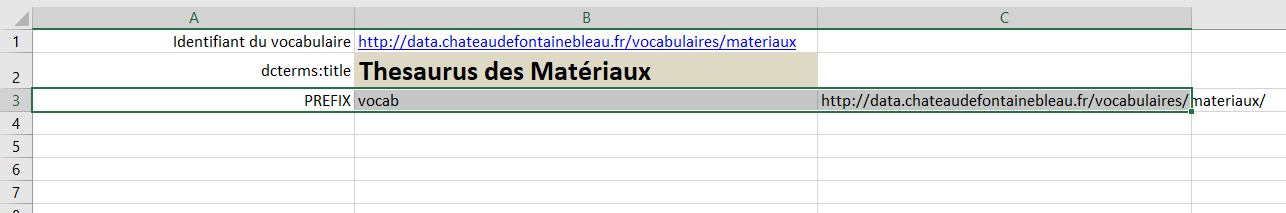 A B C
1 Identifiant du vocabulaire http://data.chateaudefontainebleau.fr/vocabulaires/materiaux
2 dcterms:title Thesaurus des Matériaux
3 PREFIX vocab http://data.chateaudefontainebleau.fr/vocabulaires/materiaux/
4
5
6
7
8